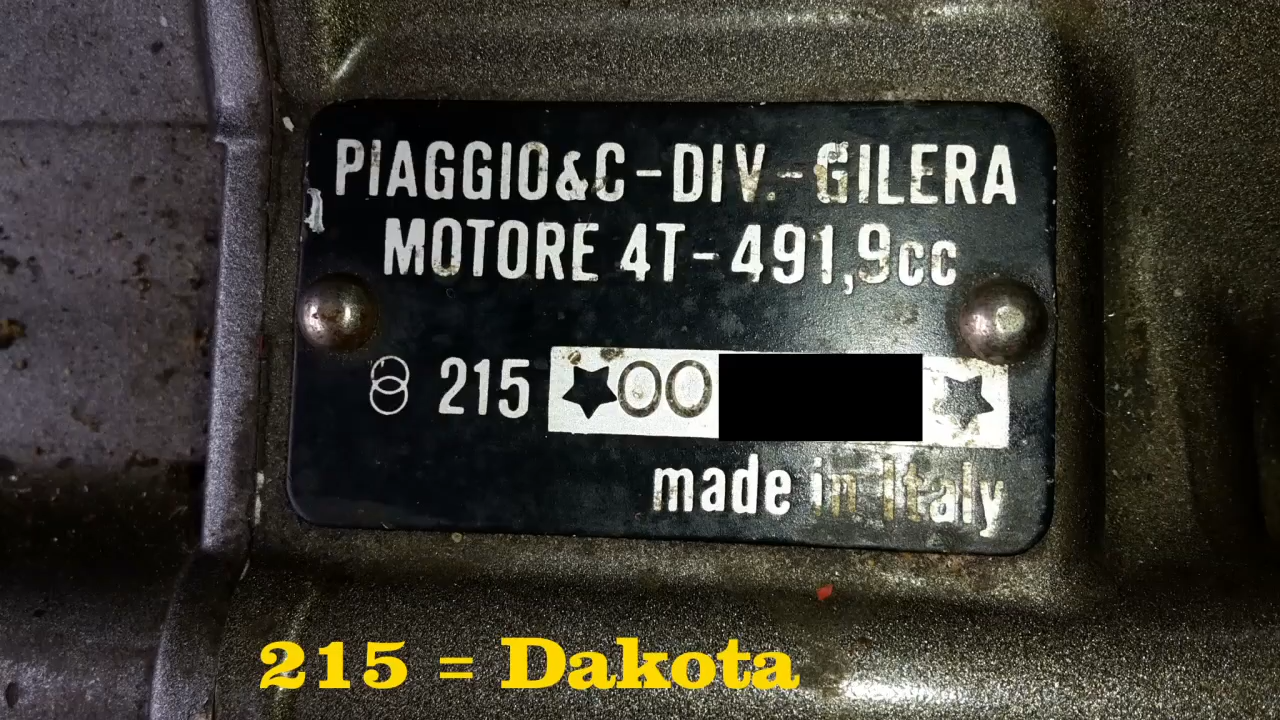 PIAGGIO&C-DIV.-GILERA
MOTORE 4T-491,9cc
215 ★00 ★
made in Italy
215 = Dakota